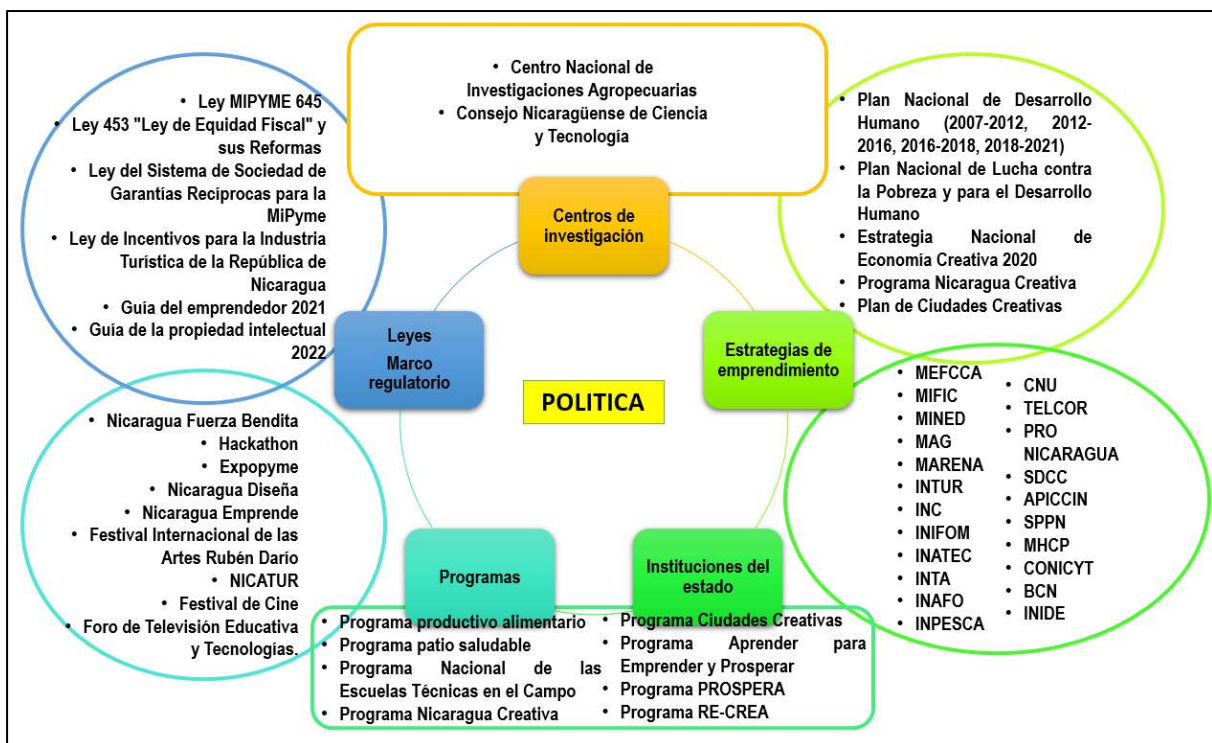 • Centro Nacional de
Investigaciones Agropecuarias
• Consejo Nicaragüense de Ciencia
y Tecnología
Centros de
investigación
• Ley MIPYME 645
• Ley 453 "Ley de Equidad Fiscal" y
sus Reformas
• Ley del Sistema de Sociedad de
Garantías Recíprocas para la
MiPyme
• Ley de Incentivos para la Industria
Turística de la República de
Nicaragua
• Guía del emprendedor 2021
• Guía de la propiedad intelectual
2022
Leyes
Marco
regulatorio
• Plan Nacional de Desarrollo
Humano (2007-2012, 2012-
2016, 2016-2018, 2018-2021)
• Plan Nacional de Lucha contra
la Pobreza y para el Desarrollo
Humano
• Estrategia Nacional de
Economía Creativa 2020
• Programa Nicaragua Creativa
• Plan de Ciudades Creativas
Estrategias de
emprendimiento
POLITICA
• Nicaragua Fuerza Bendita
• Hackathon
• Expopyme
• Nicaragua Diseña
• Nicaragua Emprende
• Festival Internacional de las
Artes Rubén Darío
• NICATUR
• Festival de Cine
• Foro de Televisión Educativa
y Tecnologías.
Programas
Instituciones del
estado
• MEFCCA
• MIFIC
• MINED
• MAG
• MARENA
• INTUR
• INC
• INIFOM
• INATEC
• INTA
• INAFO
• INPESCA
• CNU
• TELCOR
• PRO
NICARAGUA
• SDCC
• APICCIN
• SPPN
• MHCP
• CONICYT
• BCN
• INIDE
• Programa productivo alimentario
• Programa patio saludable
• Programa Nacional de las
Escuelas Técnicas en el Campo
• Programa Nicaragua Creativa
• Programa Ciudades Creativas
• Programa Aprender para
Emprender y Prosperar
• Programa PROSPERA
• Programa RE-CREA